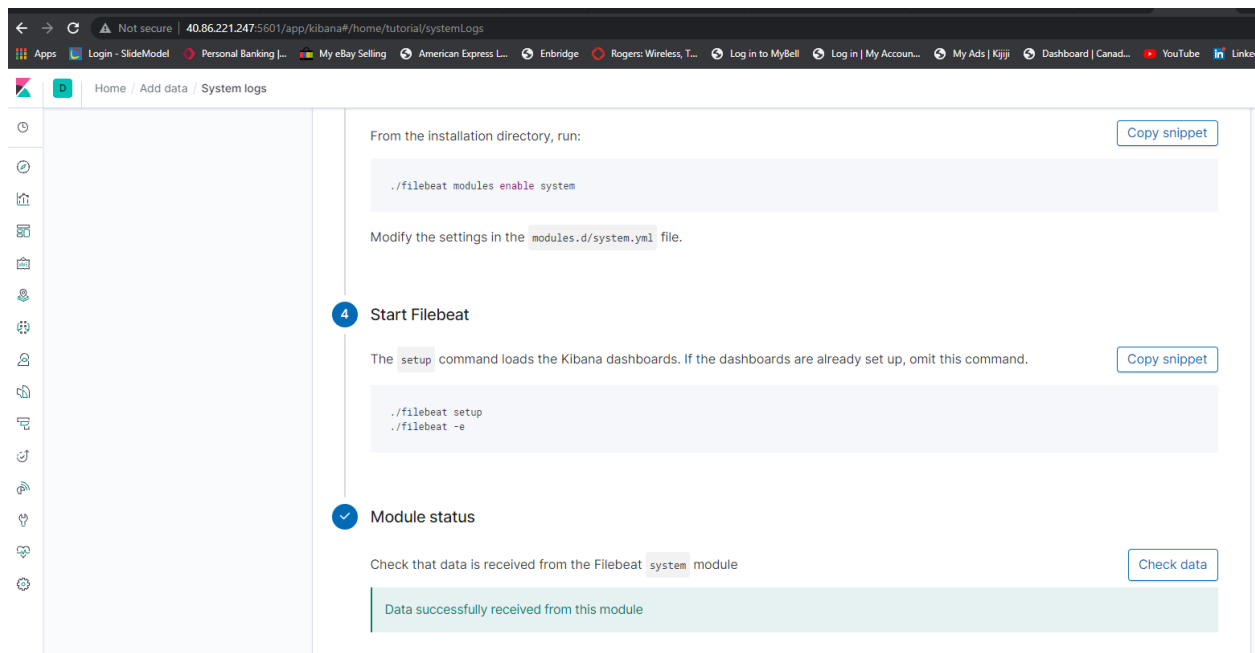 Not secure | 40.86.221.247:5601/app/kibana#/home/tutorial/systemLogs
Apps Login - SlideModel Personal Banking |... My eBay Selling American Express L... Enbridge Rogers: Wireless, T... Log in to MyBell Log in | My Accoun... My Ads | Kijiji Dashboard | Canad... YouTube Linke
D Home / Add data / System logs
From the installation directory, run:
Copy snippet
./filebeat modules enable system
Modify the settings in the modules.d/system.yml file.
4 Start Filebeat
The setup command loads the Kibana dashboards. If the dashboards are already set up, omit this command.
Copy snippet
./filebeat setup
./filebeat -e
Module status
Check that data is received from the Filebeat system module
Check data
Data successfully received from this module